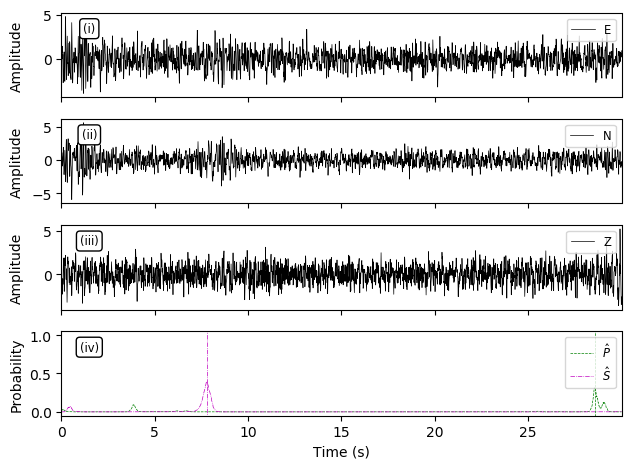 Amplitude
5
0
(i)
E
Amplitude
5
0
−5
(ii)
N
Amplitude
5
0
(iii)
Z
Probability
1.0
0.5
0.0
(iv)
P̂
Ŝ
0 5 10 15 20 25
Time (s)